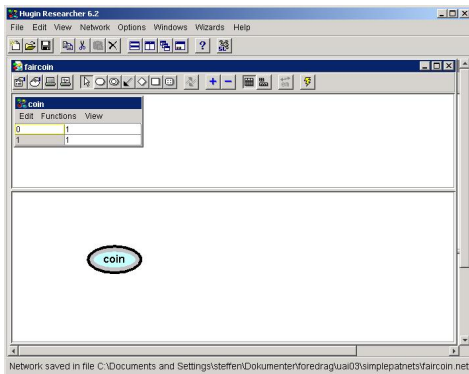 Hugin Researcher 6.2
File Edit View Network Options Windows Wizards Help
faircoin
coin
Edit Functions View
0 1
1 1
coin
Network saved in file C:\Documents and Settings\steffen\Dokumenter\foredrag\uai03\simplepatnets\faircoin.net